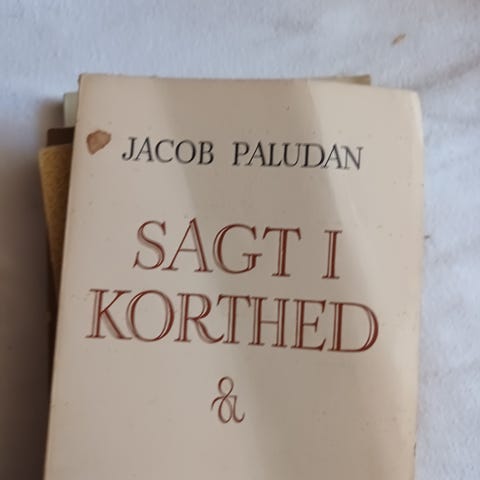 JACOB PALUDAN
SAGT I
KORTHED
&